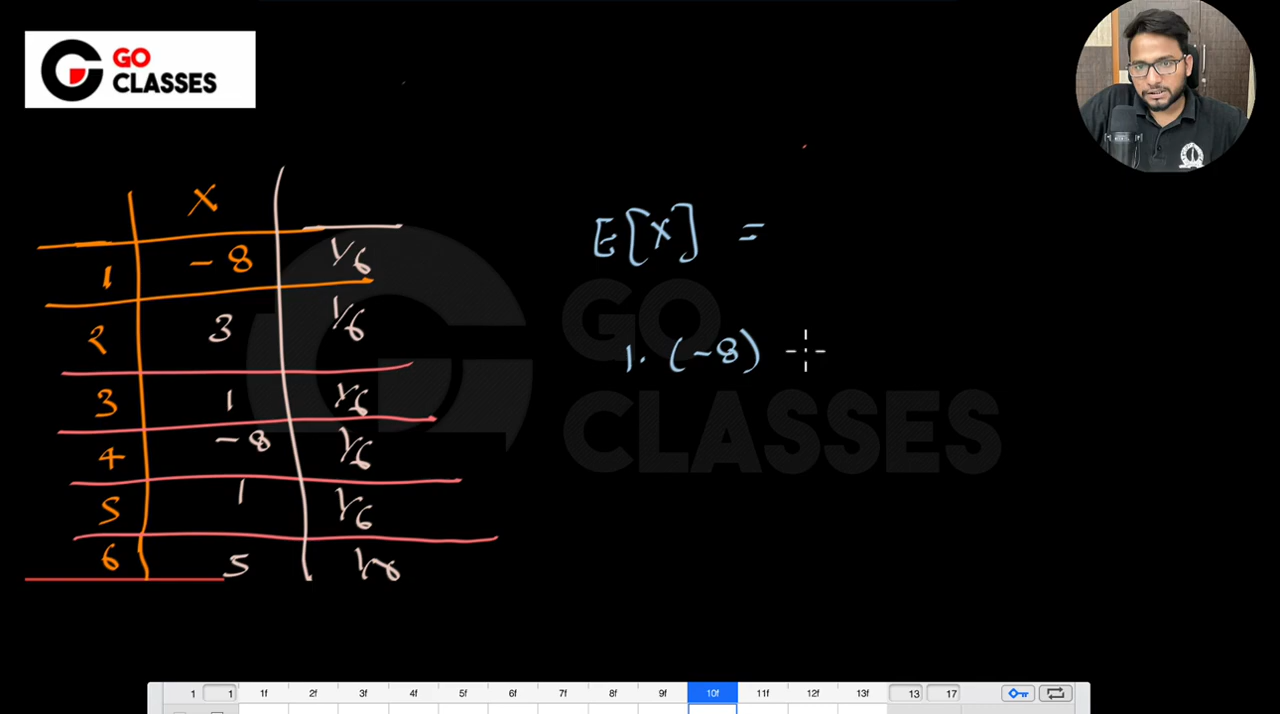 GO
CLASSES
X
1 -8 1/6
2 3 1/6
3 1 1/6
4 -8 1/6
5 1 1/6
6 5
E[X] =
1. (-8)
GO
CLASSES
1 1 1f 2f 3f 4f 5f 6f 7f 8f 9f 10f 11f 12f 13f 13 17